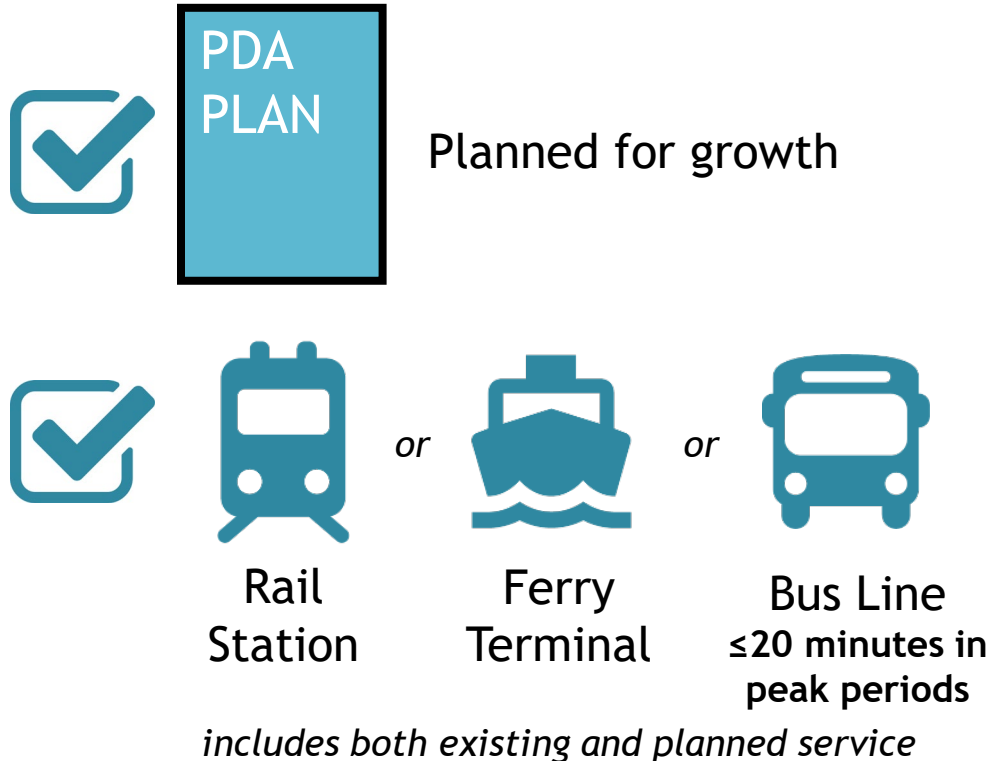 PDA
PLAN
Planned for growth
or
or
Rail
Station
Ferry
Terminal
Bus Line
≤20 minutes in
peak periods
includes both existing and planned service